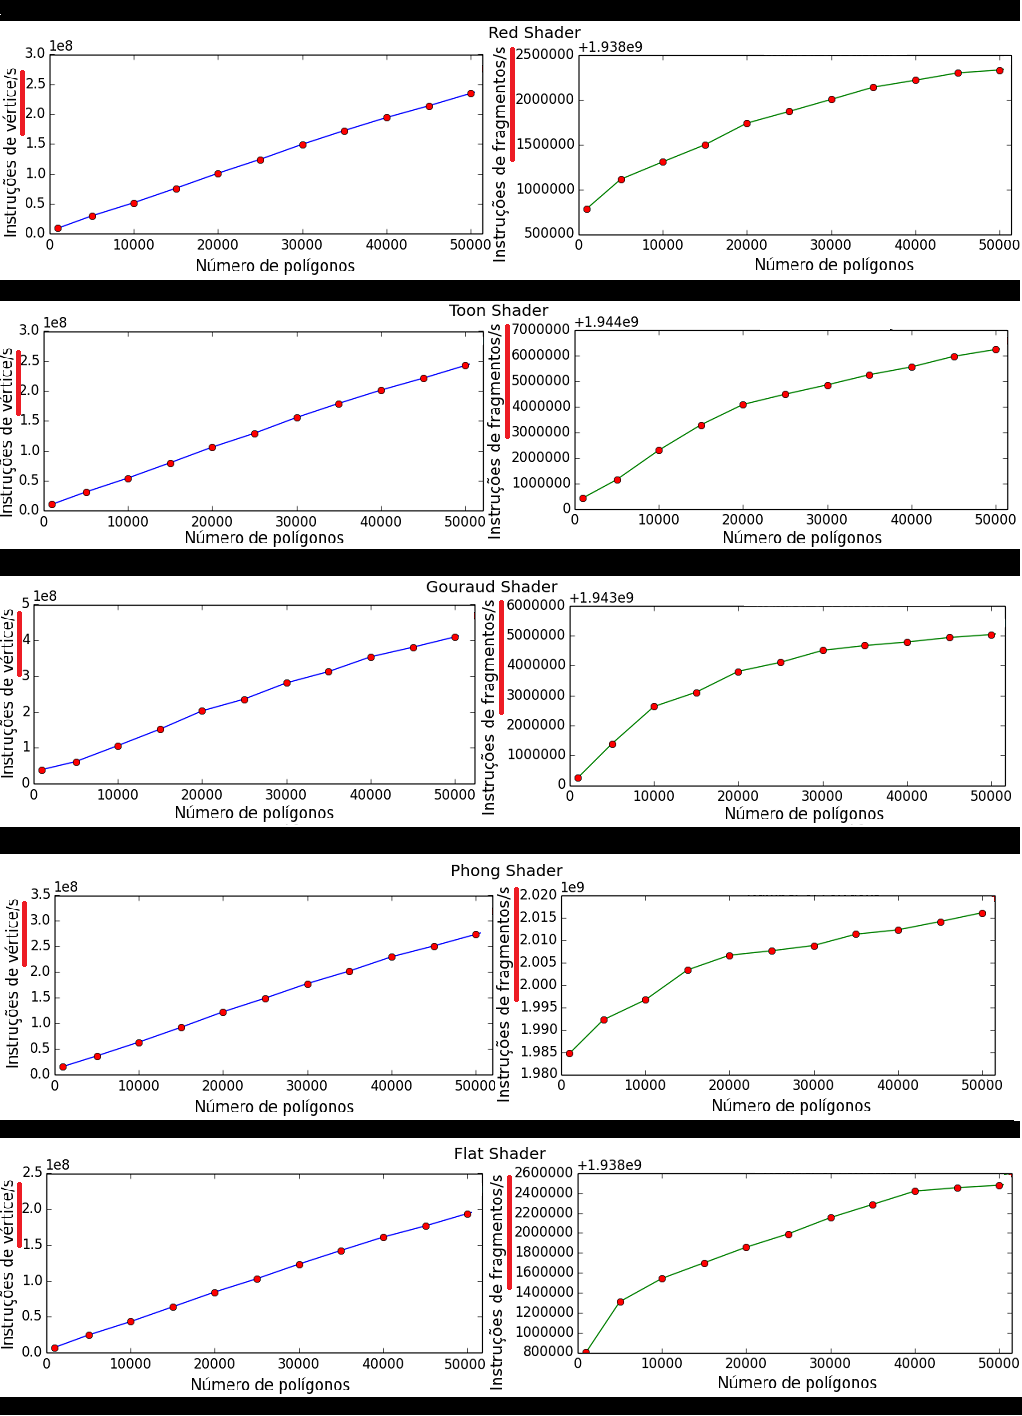 Red Shader
1e8
3.0
2.5
2.0
1.5
1.0
0.5
0.0
Instruções de vértice/s
0 10000 20000 30000 40000 50000
Número de polígonos
+1.938e9
2500000
2000000
1500000
1000000
500000
Instruções de fragmentos/s
0 10000 20000 30000 40000 50000
Número de polígonos
Toon Shader
1e8
3.0
2.5
2.0
1.5
1.0
0.5
0.0
Instruções de vértice/s
0 10000 20000 30000 40000 50000
Número de polígonos
+1.944e9
7000000
6000000
5000000
4000000
3000000
2000000
1000000
0
Instruções de fragmentos/s
0 10000 20000 30000 40000 50000
Número de polígonos
Gouraud Shader
1e8
5
4
3
2
1
0
Instruções de vértice/s
0 10000 20000 30000 40000 50000
Número de polígonos
+1.943e9
6000000
5000000
4000000
3000000
2000000
1000000
0
Instruções de fragmentos/s
0 10000 20000 30000 40000 50000
Número de polígonos
Phong Shader
1e8
3.5
3.0
2.5
2.0
1.5
1.0
0.5
0.0
Instruções de vértice/s
0 10000 20000 30000 40000 50000
Número de polígonos
1e9
2.020
2.015
2.010
2.005
2.000
1.995
1.990
1.985
1.980
Instruções de fragmentos/s
0 10000 20000 30000 40000 50000
Número de polígonos
Flat Shader
1e8
2.5
2.0
1.5
1.0
0.5
0.0
Instruções de vértice/s
0 10000 20000 30000 40000 50000
Número de polígonos
+1.938e9
2600000
2400000
2200000
2000000
1800000
1600000
1400000
1200000
1000000
800000
Instruções de fragmentos/s
0 10000 20000 30000 40000 50000
Número de polígonos